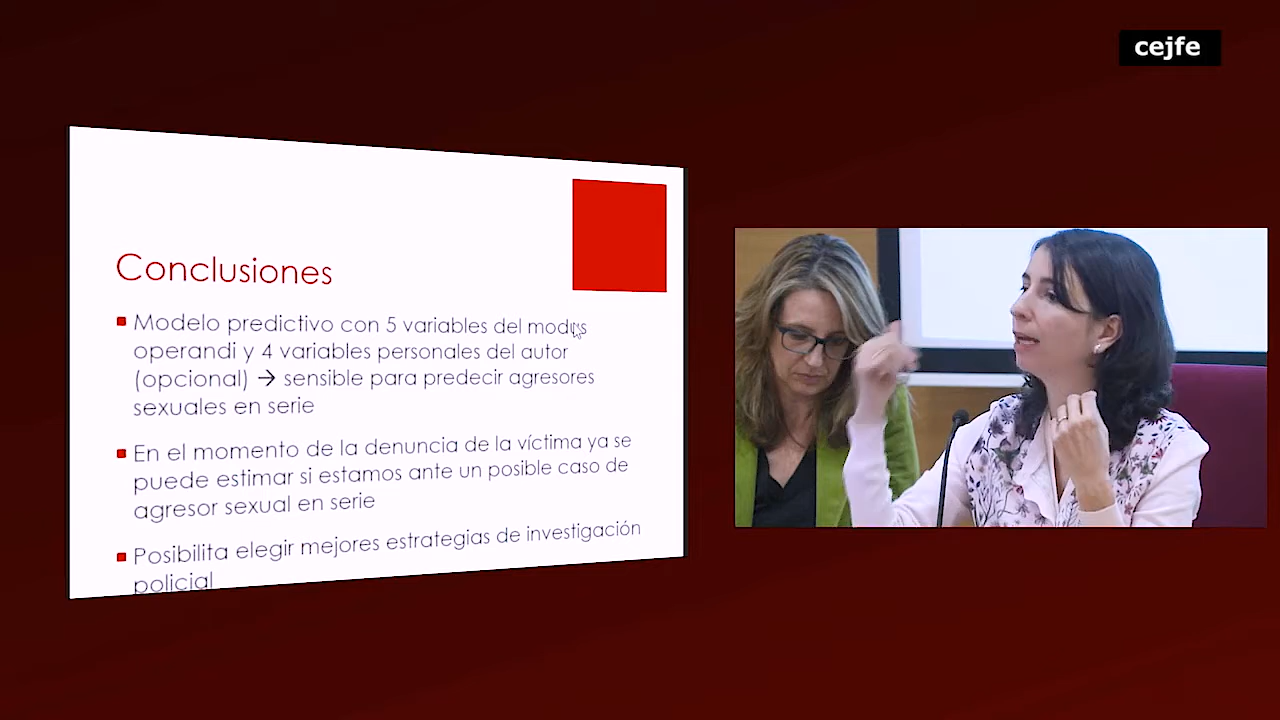 cejfe
Conclusiones
Modelo predictivo con 5 variables del modus
operandi y 4 variables personales del autor
(opcional) → sensible para predecir agresores
sexuales en serie
En el momento de la denuncia de la víctima ya se
puede estimar si estamos ante un posible caso de
agresor sexual en serie
Posibilita elegir mejores estrategias de investigación
policial